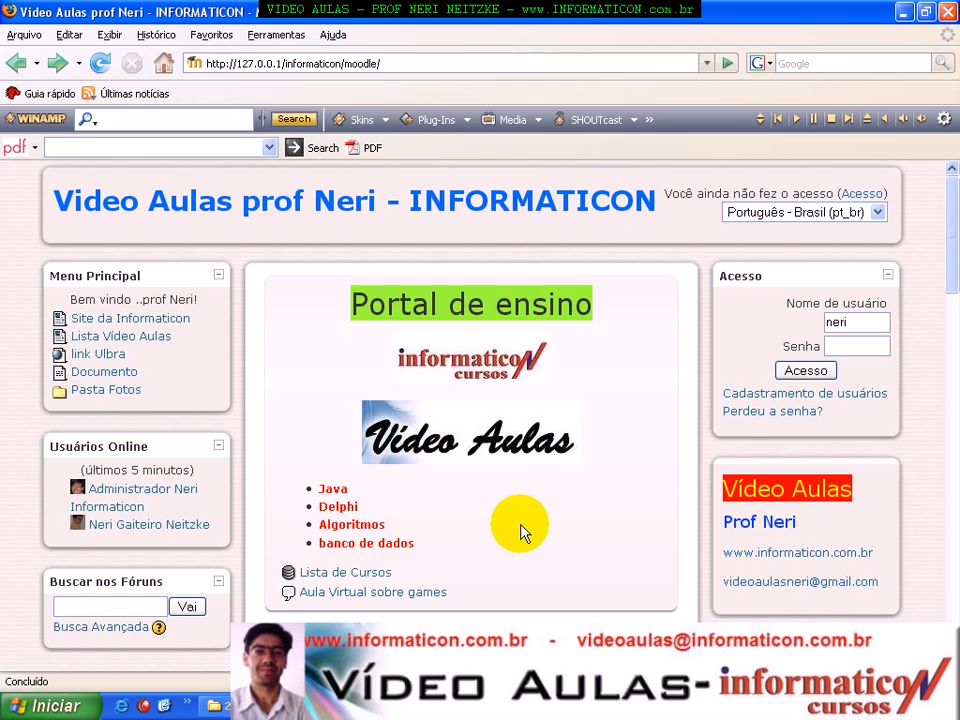 Video Aulas prof Neri - INFORMATICON -
VIDEO AULAS - PROF NERI NEITZKE - www.INFORMATICON.com.br
Arquivo Editar Exibir Histórico Favoritos Ferramentas Ajuda
http://127.0.0.1/informaticon/moodle/
G Google
Guia rápido Últimas notícias
WINAMP Search Skins Plug-Ins Media SHOUTcast »
pdf Search PDF
Video Aulas prof Neri - INFORMATICON
Você ainda não fez o acesso (Acesso)
Português - Brasil (pt_br)
Menu Principal
Bem vindo ..prof Neri!
Site da Informaticon
Lista Vídeo Aulas
link Ulbra
Documento
Pasta Fotos
Usuários Online
(últimos 5 minutos)
Administrador Neri
Informaticon
Neri Gaiteiro Neitzke
Buscar nos Fóruns
Vai
Busca Avançada ?
Portal de ensino
informaticoN
cursos
Vídeo Aulas
• Java
• Delphi
• Algoritmos
• banco de dados
Lista de Cursos
Aula Virtual sobre games
Acesso
Nome de usuário
neri
Senha
Acesso
Cadastramento de usuários
Perdeu a senha?
Vídeo Aulas
Prof Neri
www.informaticon.com.br
videoaulasneri@gmail.com
www.informaticon.com.br - videoaulas@informaticon.com.br
VÍDEO AULAS- informaticoN
cursos
Concluído
Iniciar » 2